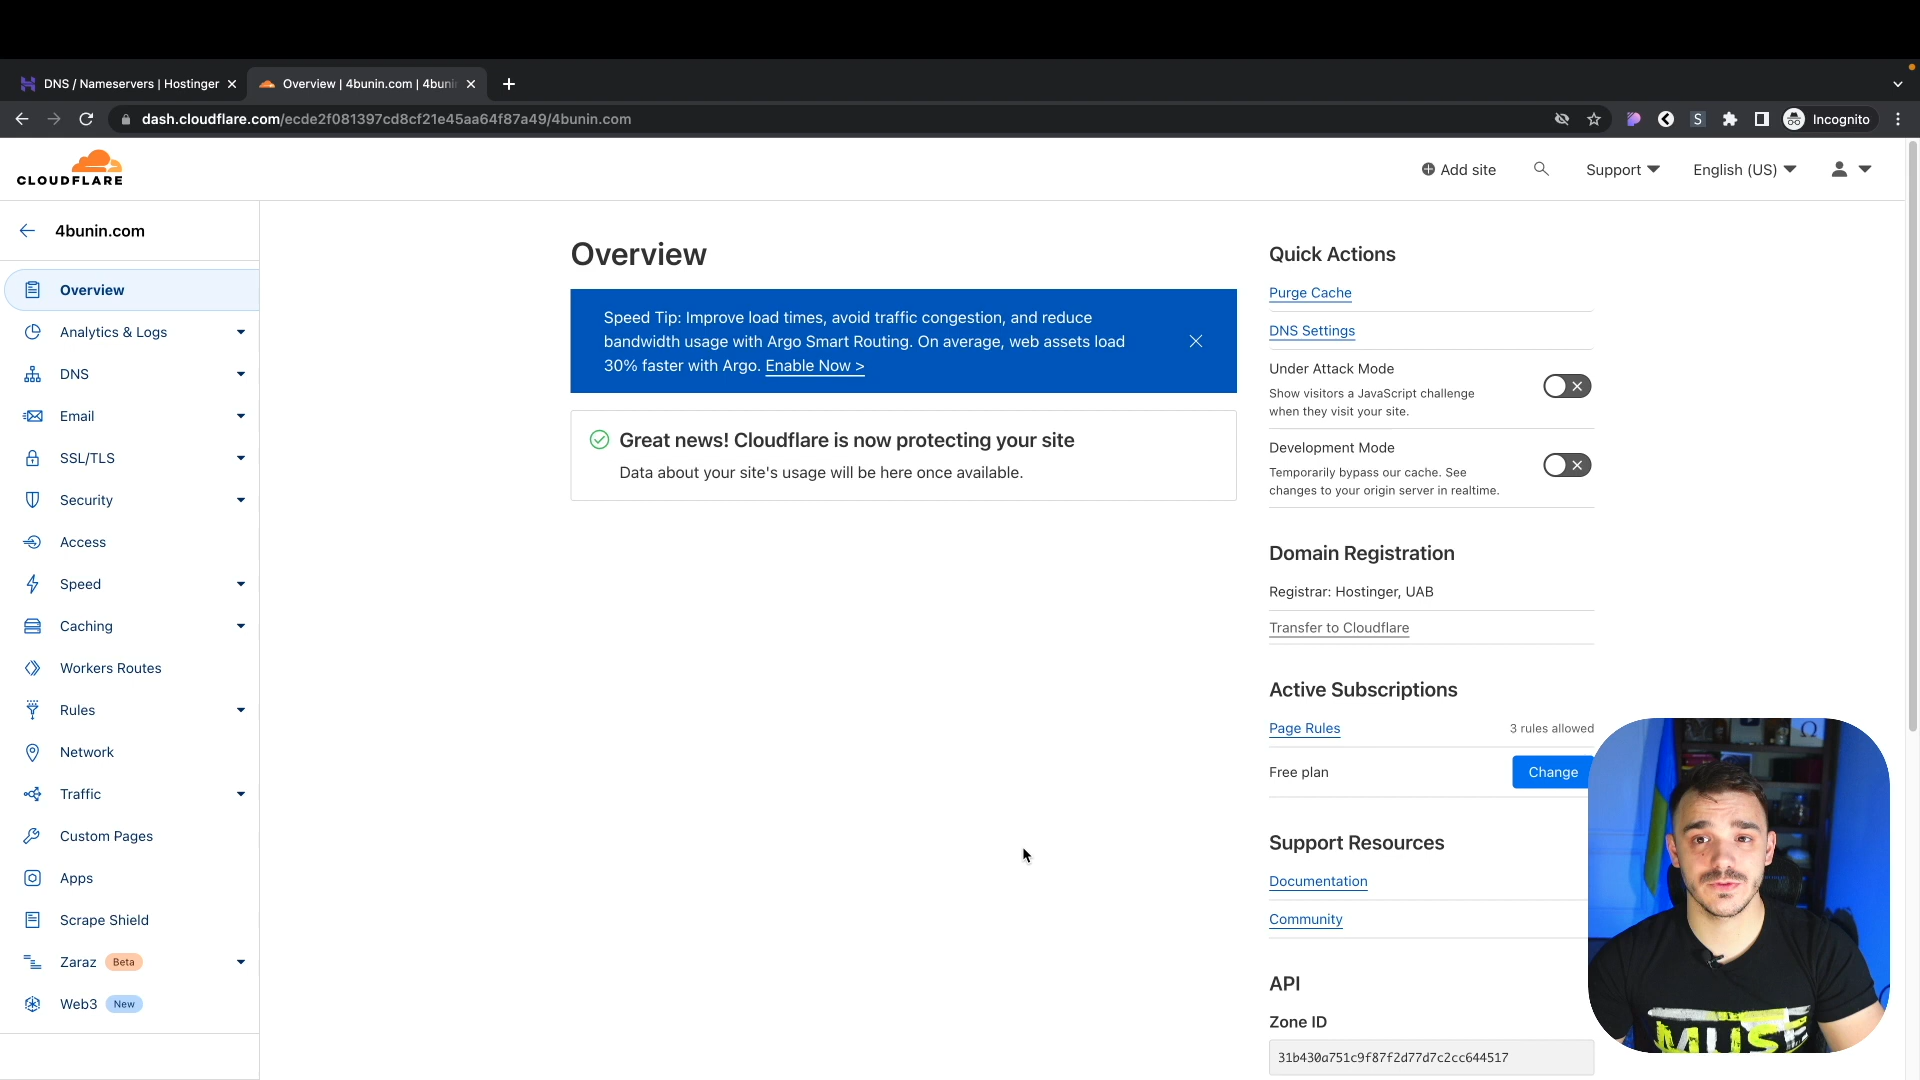 DNS / Nameservers | Hostinger
Overview | 4bunin.com | 4buni
dash.cloudflare.com/ecde2f081397cd8cf21e45aa64f87a49/4bunin.com
S
Incognito
CLOUDFLARE
Add site
Support
English (US)
4bunin.com
Overview
Analytics & Logs
DNS
Email
SSL/TLS
Security
Access
Speed
Caching
Workers Routes
Rules
Network
Traffic
Custom Pages
Apps
Scrape Shield
Zaraz Beta
Web3 New
Overview
Speed Tip: Improve load times, avoid traffic congestion, and reduce
bandwidth usage with Argo Smart Routing. On average, web assets load
30% faster with Argo. Enable Now >
Great news! Cloudflare is now protecting your site
Data about your site's usage will be here once available.
Quick Actions
Purge Cache
DNS Settings
Under Attack Mode
Show visitors a JavaScript challenge
when they visit your site.
Development Mode
Temporarily bypass our cache. See
changes to your origin server in realtime.
Domain Registration
Registrar: Hostinger, UAB
Transfer to Cloudflare
Active Subscriptions
Page Rules
3 rules allowed
Free plan
Change
Support Resources
Documentation
Community
API
Zone ID
31b430a751c9f87f2d77d7c2cc644517
MUSE